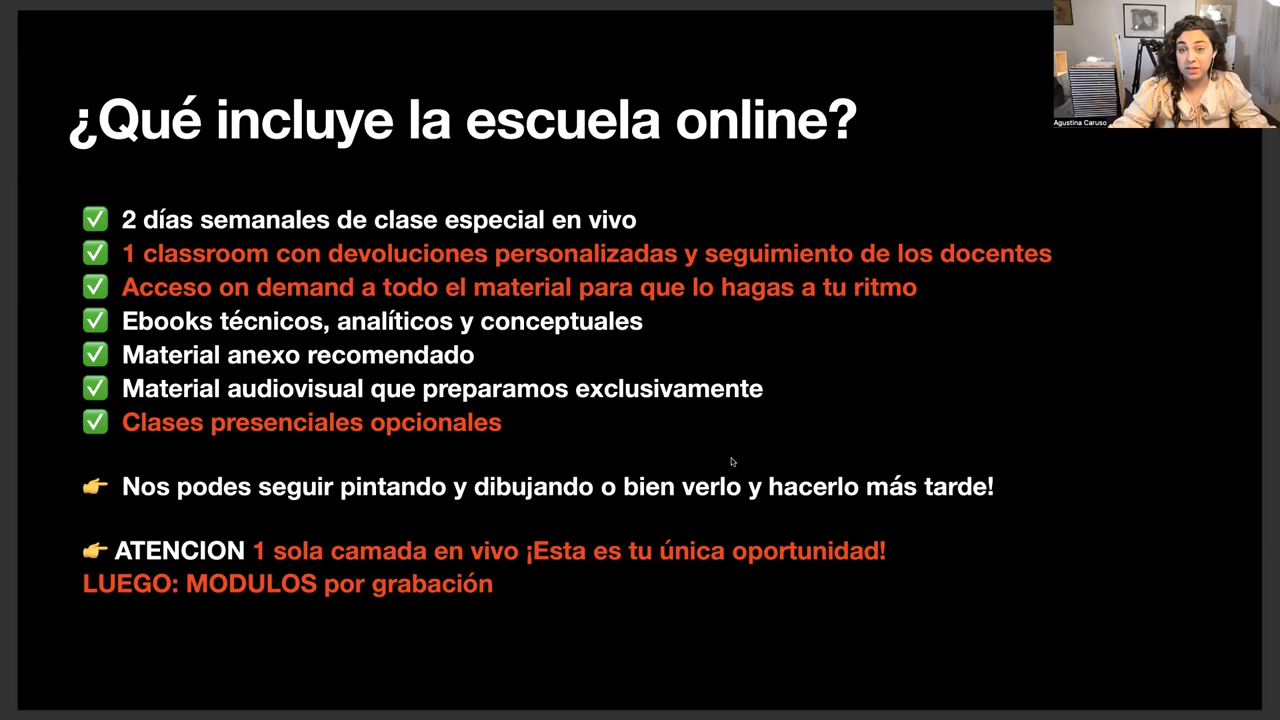 ¿Qué incluye la escuela online?
Agustina Caruso
✅ 2 días semanales de clase especial en vivo
✅ 1 classroom con devoluciones personalizadas y seguimiento de los docentes
✅ Acceso on demand a todo el material para que lo hagas a tu ritmo
✅ Ebooks técnicos, analíticos y conceptuales
✅ Material anexo recomendado
✅ Material audiovisual que preparamos exclusivamente
✅ Clases presenciales opcionales
👉 Nos podes seguir pintando y dibujando o bien verlo y hacerlo más tarde!
👉 ATENCION 1 sola camada en vivo ¡Esta es tu única oportunidad!
LUEGO: MODULOS por grabación